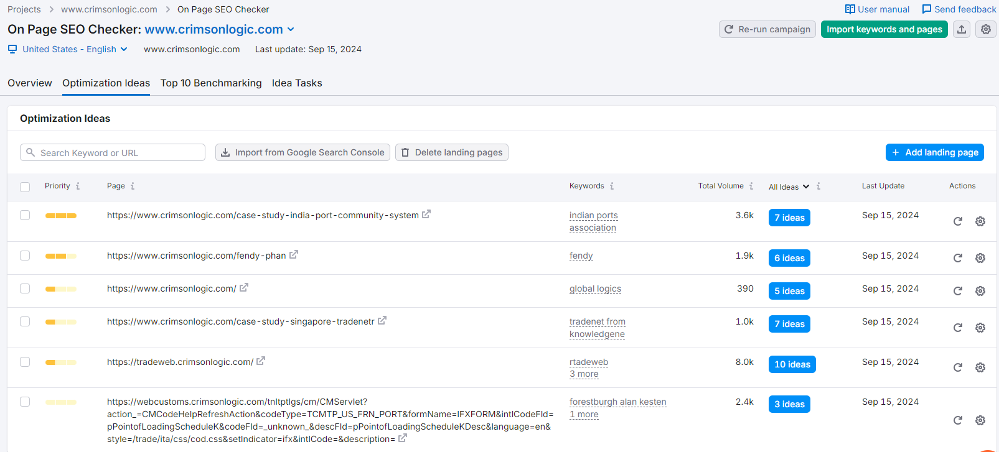 Projects > www.crimsonlogic.com > On Page SEO Checker
User manual Send feedback
On Page SEO Checker: www.crimsonlogic.com
Re-run campaign Import keywords and pages
United States - English www.crimsonlogic.com Last update: Sep 15, 2024
Overview Optimization Ideas Top 10 Benchmarking Idea Tasks
Optimization Ideas
Search Keyword or URL Import from Google Search Console Delete landing pages + Add landing page
Priority i Page i Keywords i Total Volume i All Ideas i Last Update Actions
https://www.crimsonlogic.com/case-study-india-port-community-system indian ports 3.6k 7 ideas Sep 15, 2024
association
https://www.crimsonlogic.com/fendy-phan fendy 1.9k 6 ideas Sep 15, 2024
https://www.crimsonlogic.com/ global logics 390 5 ideas Sep 15, 2024
https://www.crimsonlogic.com/case-study-singapore-tradenetr tradenet from 1.0k 7 ideas Sep 15, 2024
knowledgene
https://tradeweb.crimsonlogic.com/ rtadeweb 8.0k 10 ideas Sep 15, 2024
3 more
https://webcustoms.crimsonlogic.com/tnltptlgs/cm/CMServlet? forestburgh alan kesten 2.4k 3 ideas Sep 15, 2024
action_=CMCodeHelpRefreshAction&codeType=TCMTP_US_FRN_PORT&formName=IFXFORM&intlCodeFld= 1 more
pPointofLoadingScheduleK&codeFld=_unknown_&descFld=pPointofLoadingScheduleKDesc&language=en&
style=/trade/ita/css/cod.css&setIndicator=ifx&intlCode=&description=